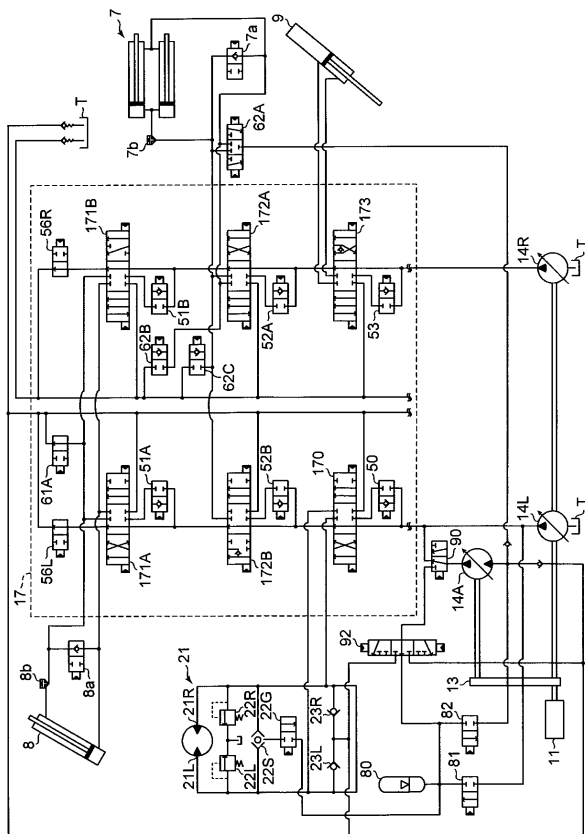 9
7
7a
7b
62A
T
56R
171B
172A
173
51B
62B
62C
52A
53
14R
T
61A
56L
51A
52B
170
50
171A
172B
17
14L
T
90
14A
92
8b
8a
8
21
21R
21L
22R
22G
22L
22S
23R
23L
13
82
81
80
11